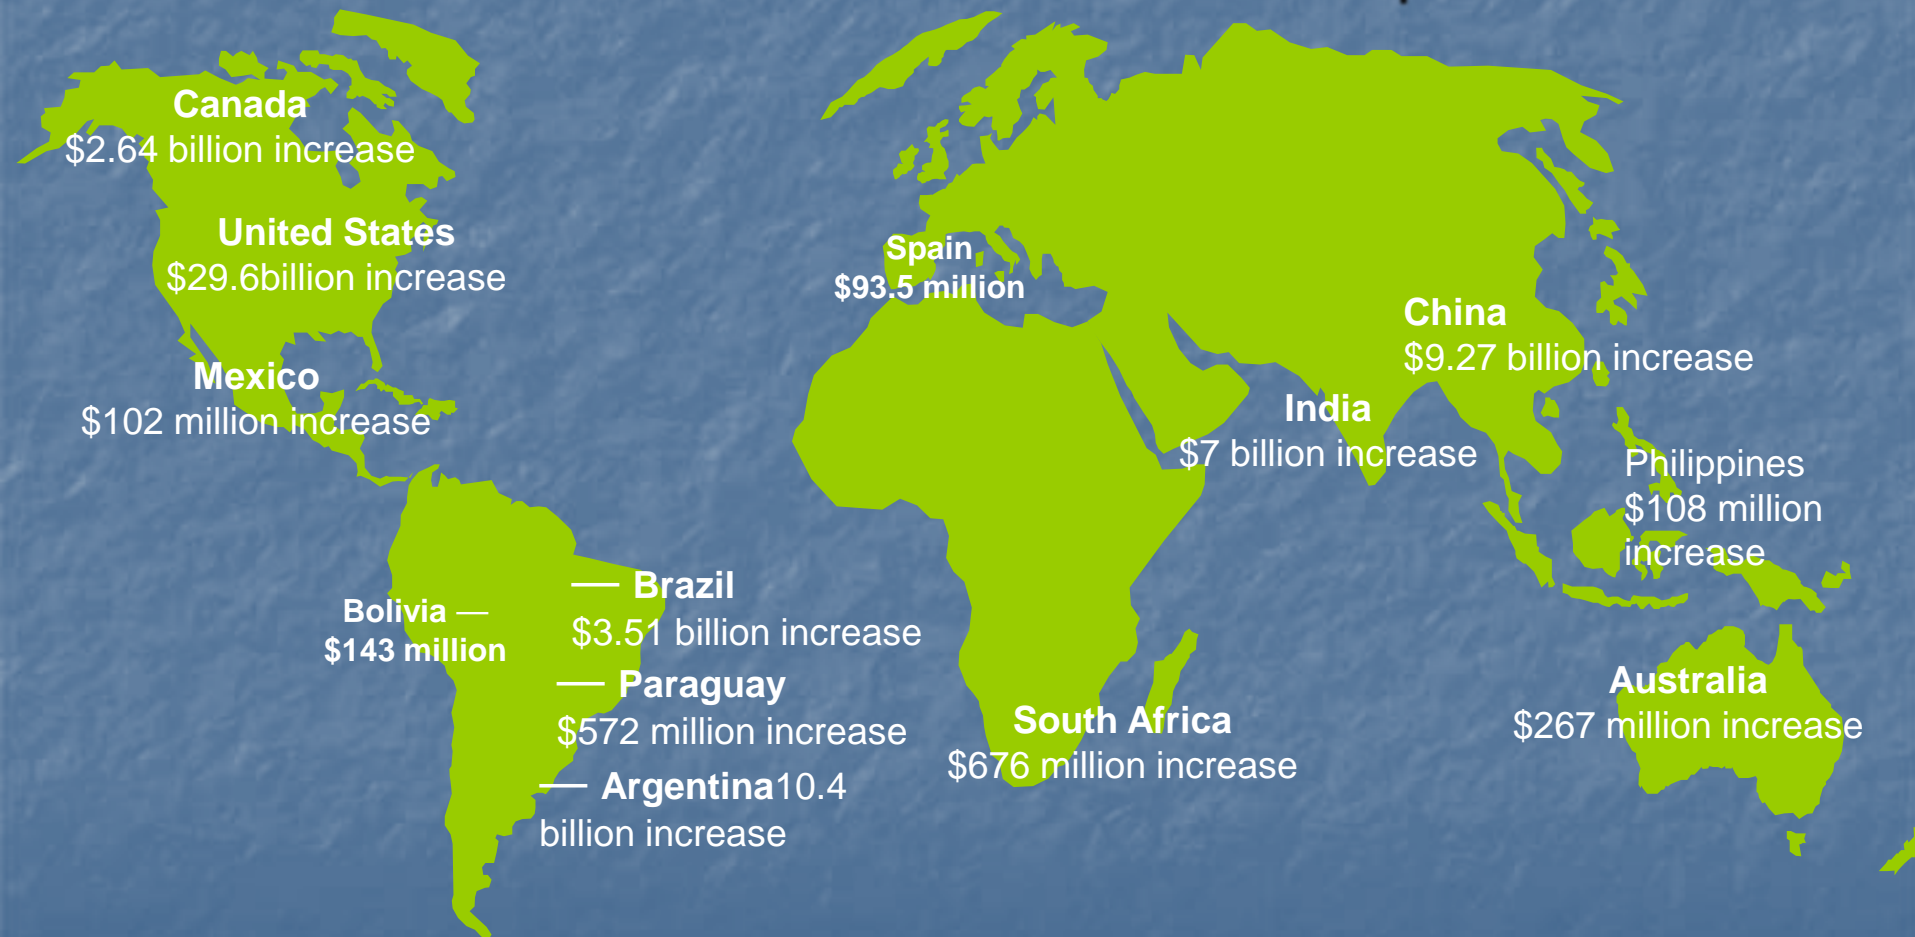 Canada
$2.64 billion increase
United States
$29.6billion increase
Mexico
$102 million increase
Spain
$93.5 million
China
$9.27 billion increase
India
$7 billion increase
Philippines
$108 million
increase
Bolivia —
$143 million
— Brazil
$3.51 billion increase
— Paraguay
$572 million increase
— Argentina10.4
billion increase
South Africa
$676 million increase
Australia
$267 million increase